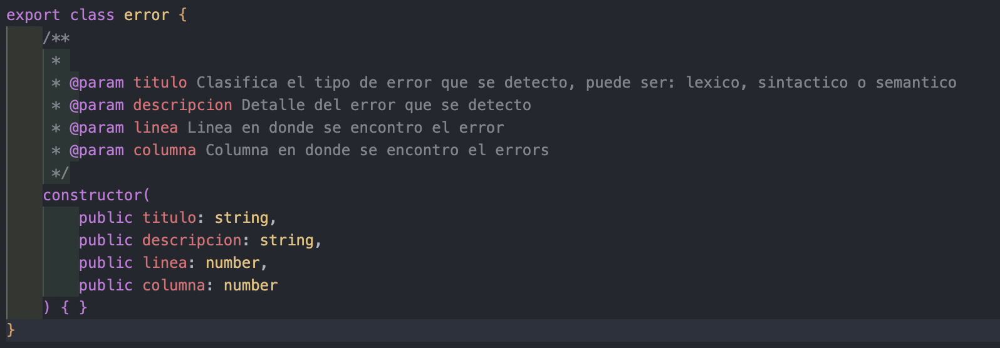 export class error {
    /**
     *
     * @param titulo Clasifica el tipo de error que se detecto, puede ser: lexico, sintactico o semantico
     * @param descripcion Detalle del error que se detecto
     * @param linea Linea en donde se encontro el error
     * @param columna Columna en donde se encontro el errors
     */
    constructor(
        public titulo: string,
        public descripcion: string,
        public linea: number,
        public columna: number
    ) { }
}